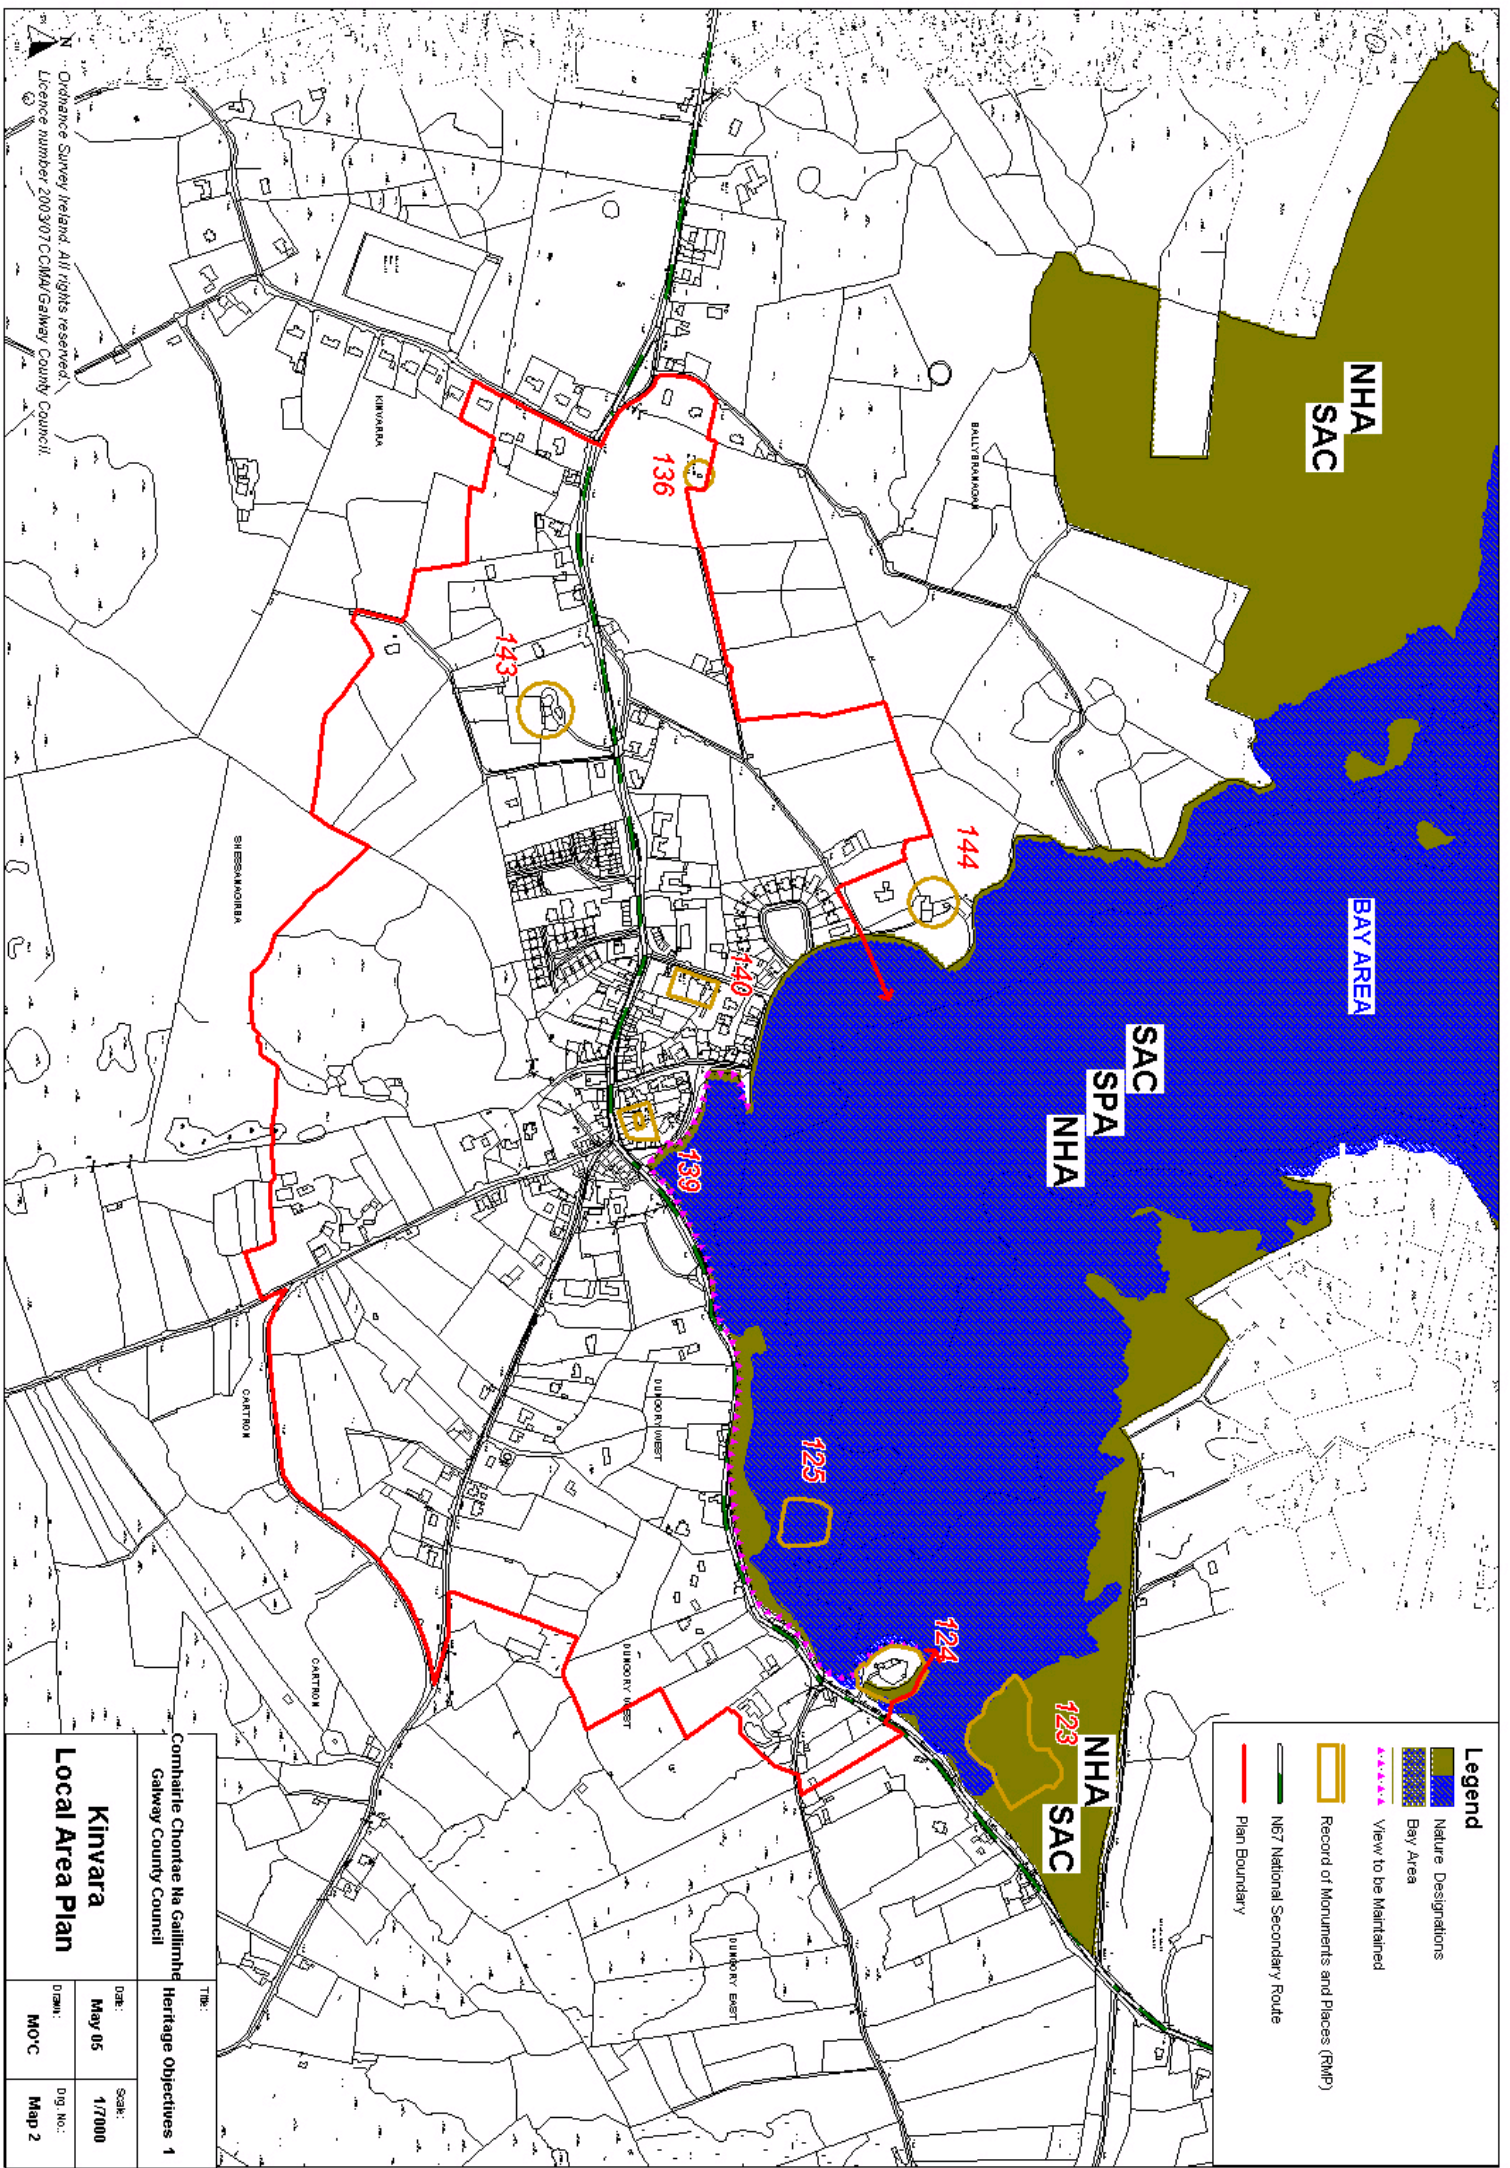 Legend
Nature Designations
Bay Area
View to be Maintained
Record of Monuments and Places (RMP)
N67 National Secondary Route
Plan Boundary
NHA
SAC
BAY AREA
SAC
SPA
NHA
NHA
SAC
123
124
125
144
139
140
136
143
BALLYBRANAGAN
KINVARRA
SHESSANAGIRBA
DUNGORY WEST
DUNGORY WEST
DUNGORY EAST
CARTRON
CARTRON
N
Ordnance Survey Ireland. All rights reserved.
Licence number 2003/07CCMA/Galway County Council.
Comhairle Chontae Na Gaillimhe
Galway County Council
Title:
Heritage Objectives 1
Kinvara
Local Area Plan
Date:
May 05
Scale:
1/7000
Drawn:
MO'C
Drg. No.:
Map 2